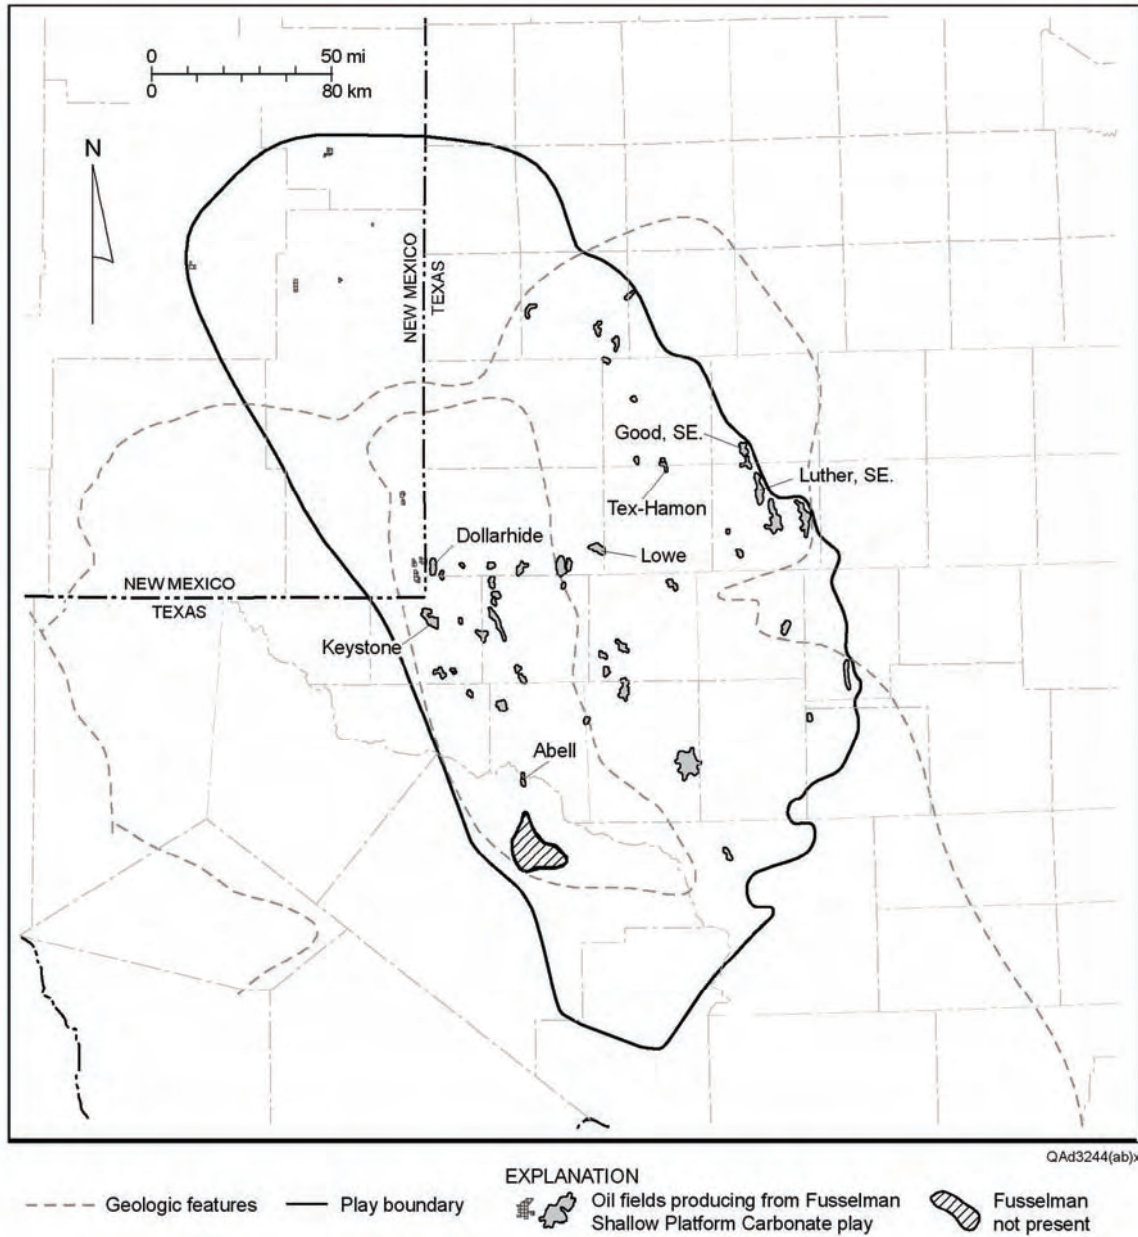 0 50 mi
0 80 km
N
NEW MEXICO
TEXAS
Good, SE.
Luther, SE.
Tex-Hamon
Dollarhide
Lowe
NEW MEXICO
TEXAS
Keystone
Abell
QAd3244(ab)x
EXPLANATION
Geologic features
Play boundary
Oil fields producing from Fusselman
Shallow Platform Carbonate play
Fusselman
not present